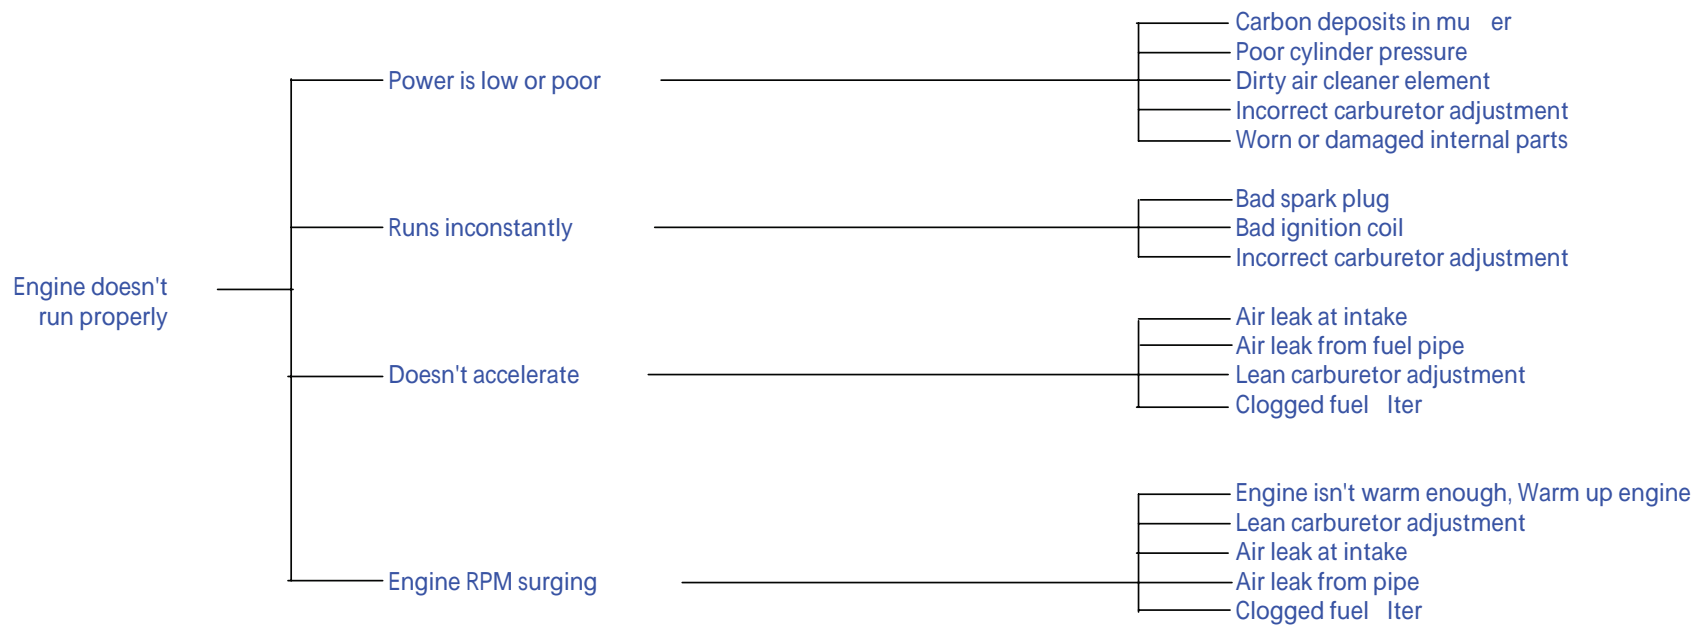 Engine doesn't
run properly
Power is low or poor
Carbon deposits in mu er
Poor cylinder pressure
Dirty air cleaner element
Incorrect carburetor adjustment
Worn or damaged internal parts
Runs inconstantly
Bad spark plug
Bad ignition coil
Incorrect carburetor adjustment
Doesn't accelerate
Air leak at intake
Air leak from fuel pipe
Lean carburetor adjustment
Clogged fuel lter
Engine RPM surging
Engine isn't warm enough, Warm up engine
Lean carburetor adjustment
Air leak at intake
Air leak from pipe
Clogged fuel lter